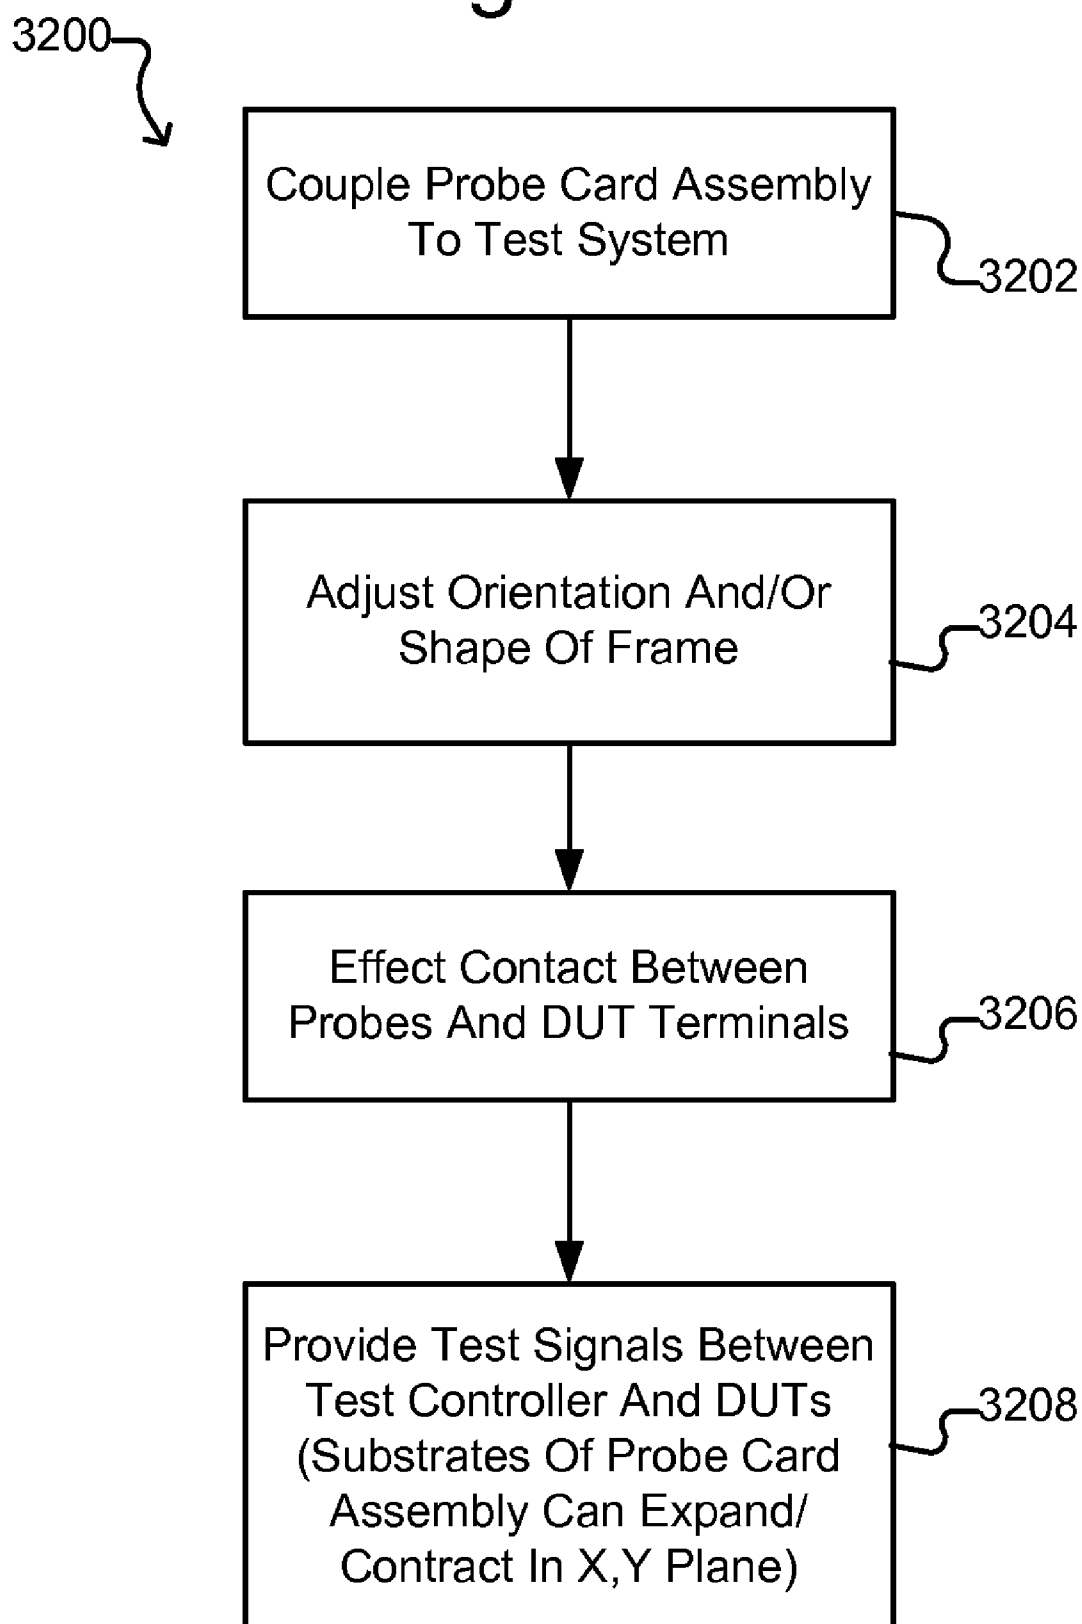 3200
Couple Probe Card Assembly
To Test System
3202
Adjust Orientation And/Or
Shape Of Frame
3204
Effect Contact Between
Probes And DUT Terminals
3206
Provide Test Signals Between
Test Controller And DUTs
(Substrates Of Probe Card
Assembly Can Expand/
Contract In X,Y Plane)
3208